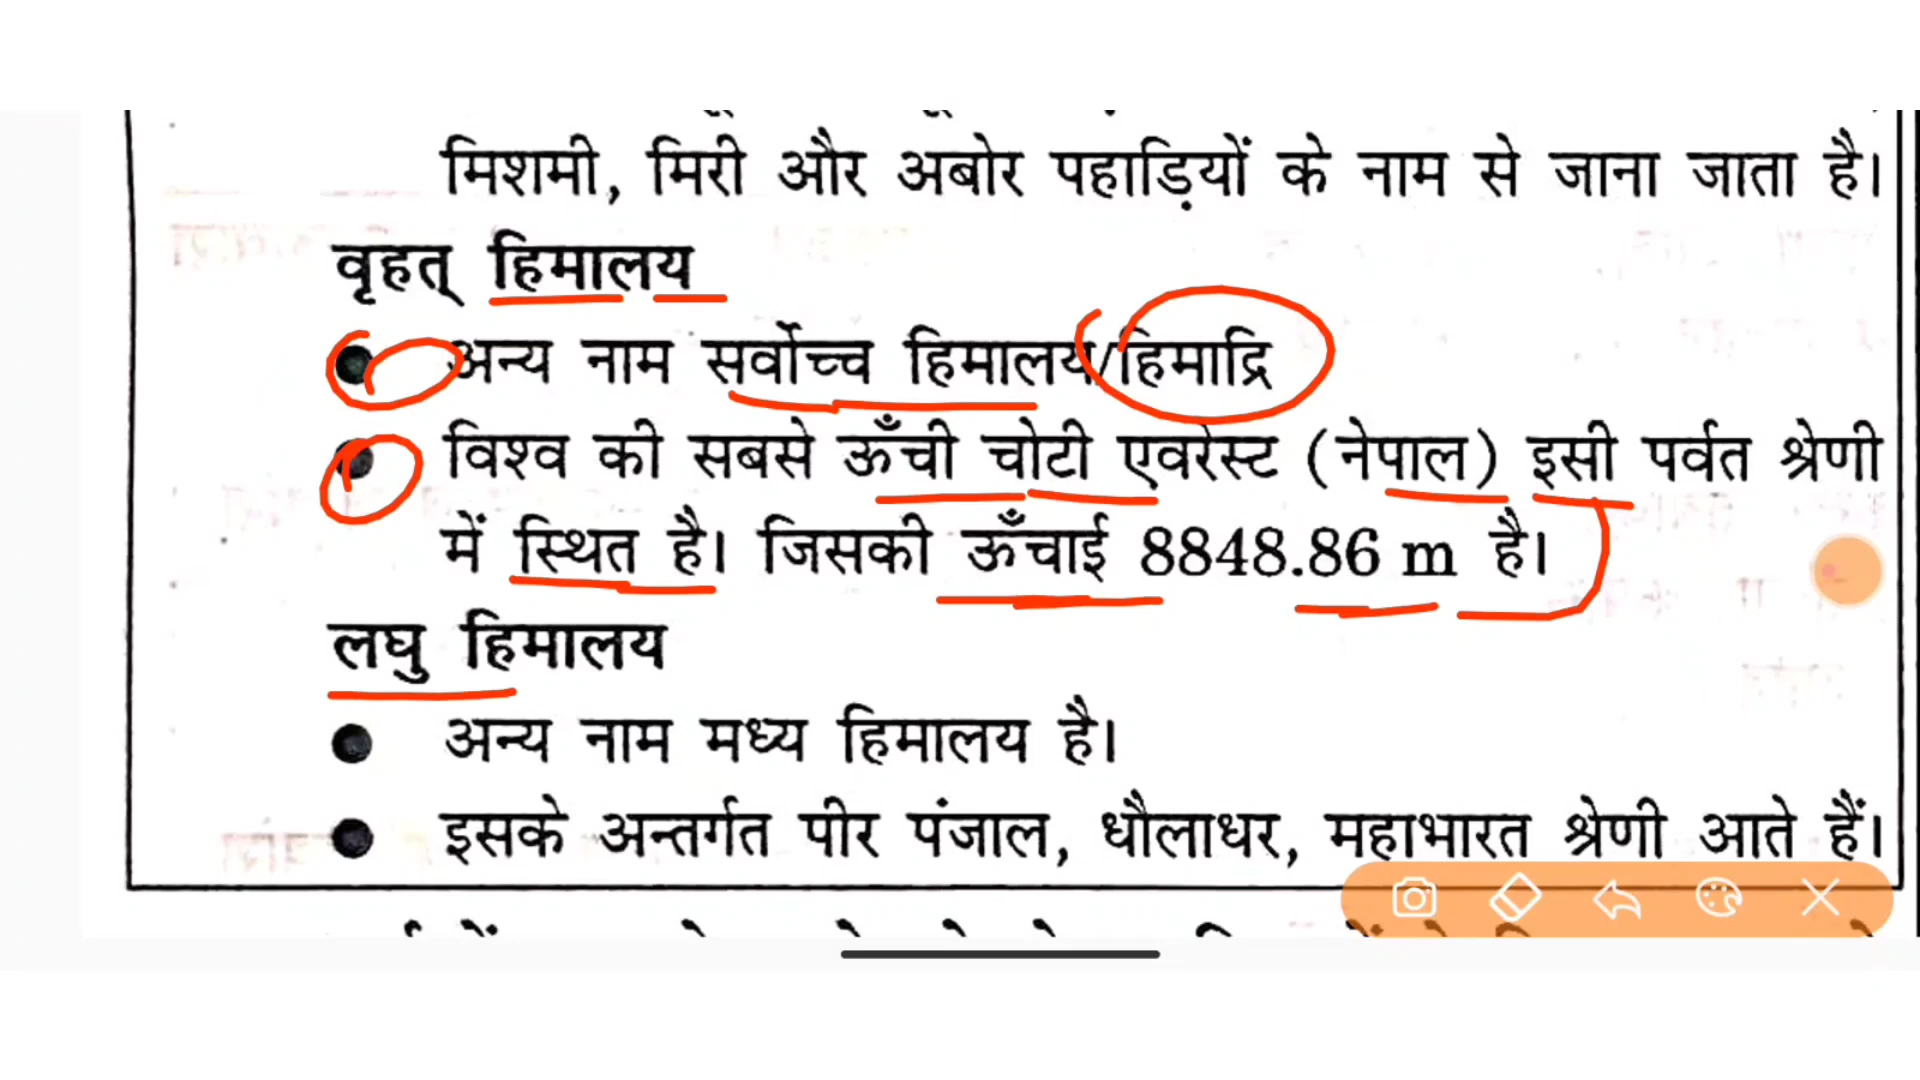 मिशमी, मिरी और अबोर पहाड़ियों के नाम से जाना जाता है।
वृहत् हिमालय
● अन्य नाम सर्वोच्च हिमालय/हिमाद्रि
● विश्व की सबसे ऊँची चोटी एवरेस्ट (नेपाल) इसी पर्वत श्रेणी
में स्थित है। जिसकी ऊँचाई 8848.86 m है।
लघु हिमालय
● अन्य नाम मध्य हिमालय है।
● इसके अन्तर्गत पीर पंजाल, धौलाधर, महाभारत श्रेणी आते हैं।